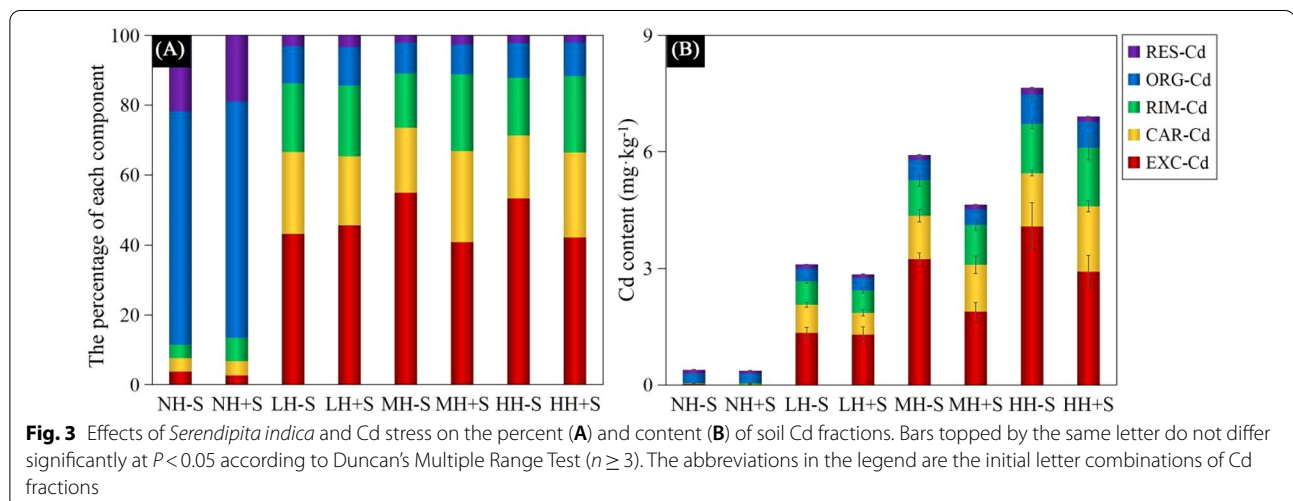 100
80
60
40
20
0
The percentage of each component
(A)
NH-S NH+S LH-S LH+S MH-S MH+S HH-S HH+S
9
6
3
0
Cd content (mg·kg⁻¹)
(B)
NH-S NH+S LH-S LH+S MH-S MH+S HH-S HH+S
RES-Cd
ORG-Cd
RIM-Cd
CAR-Cd
EXC-Cd
Fig. 3 Effects of Serendipita indica and Cd stress on the percent (A) and content (B) of soil Cd fractions. Bars topped by the same letter do not differ
significantly at P < 0.05 according to Duncan's Multiple Range Test (n ≥ 3). The abbreviations in the legend are the initial letter combinations of Cd
fractions